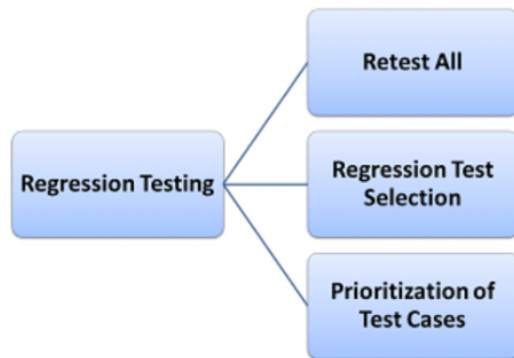 Retest All
Regression Testing
Regression Test
Selection
Prioritization of
Test Cases